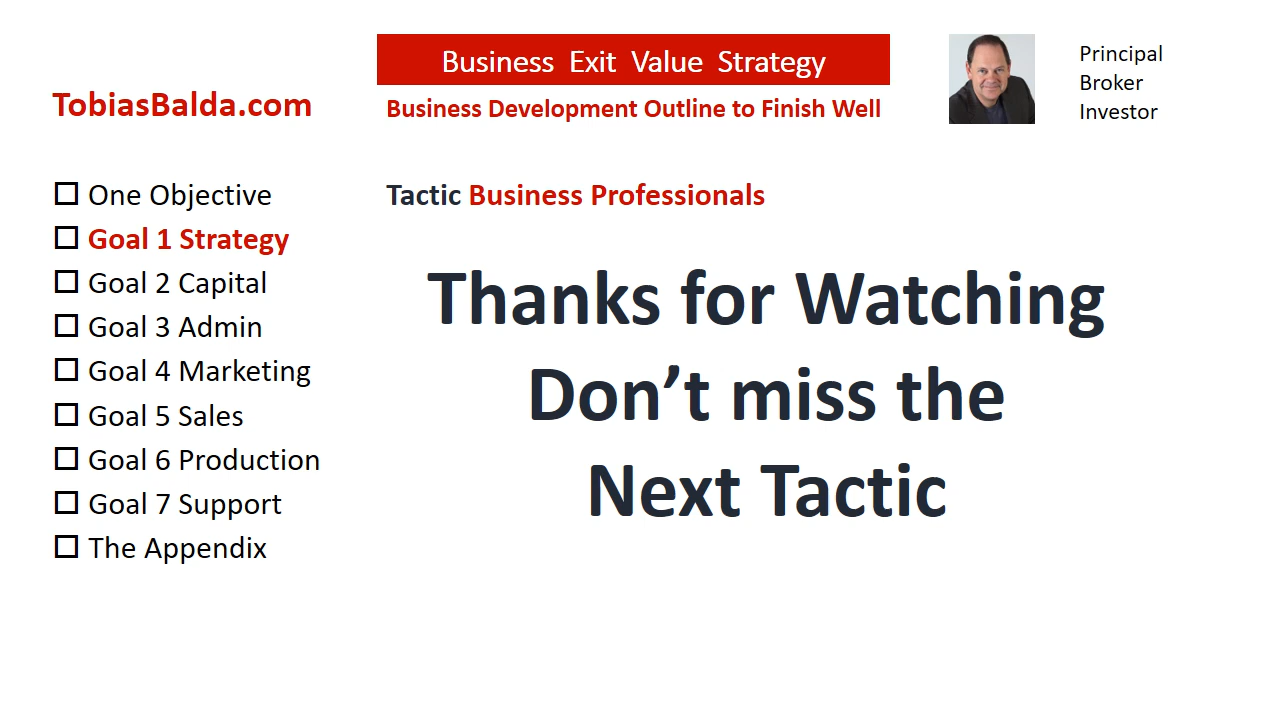 Business Exit Value Strategy
TobiasBalda.com
Business Development Outline to Finish Well
Principal
Broker
Investor
One Objective
Goal 1 Strategy
Goal 2 Capital
Goal 3 Admin
Goal 4 Marketing
Goal 5 Sales
Goal 6 Production
Goal 7 Support
The Appendix
Tactic Business Professionals
Thanks for Watching
Don’t miss the
Next Tactic